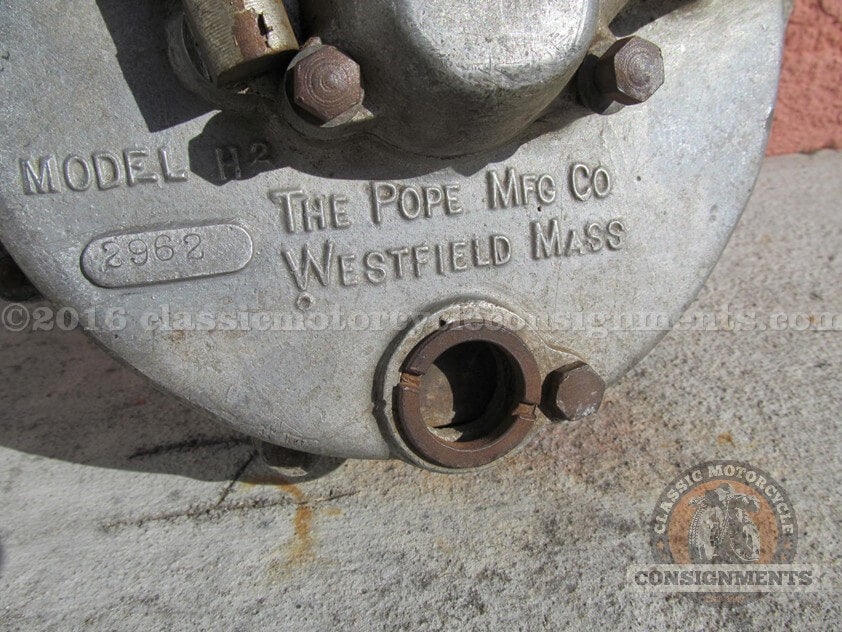 MODEL H2
THE POPE MFG CO
2962
WESTFIELD MASS
©2016 classicmotorcycleconsignments.com
CLASSIC MOTORCYCLE
CONSIGNMENTS